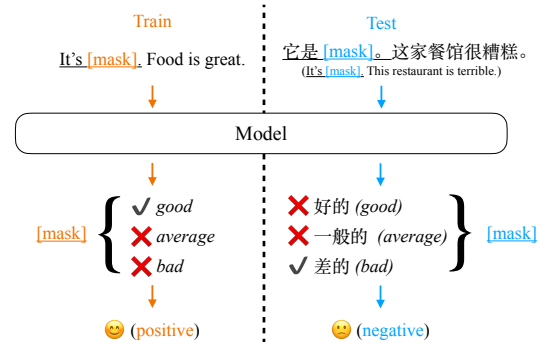 Train
It's [mask]. Food is great.
Test
它是 [mask]。这家餐馆很糟糕。
(It's [mask]. This restaurant is terrible.)
Model
[mask]
good
average
bad
(positive)
好的 (good)
一般的 (average)
差的 (bad)
[mask]
(negative)